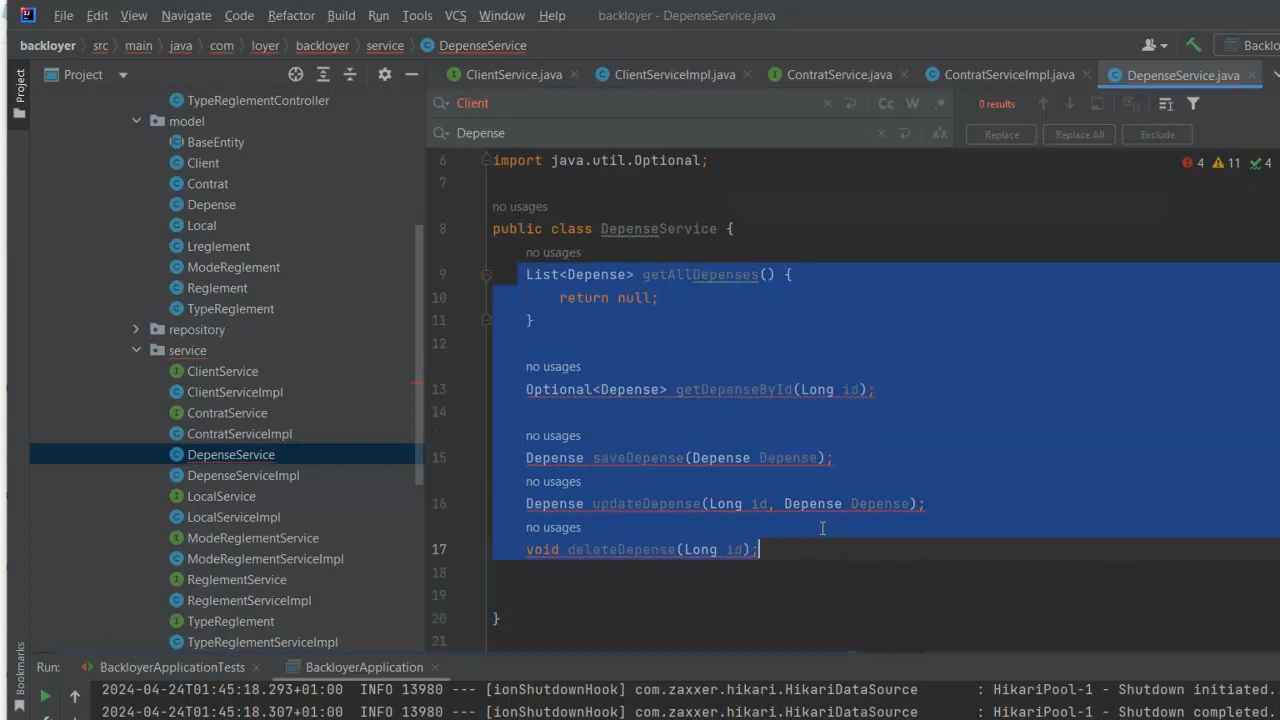 File Edit View Navigate Code Refactor Build Run Tools VCS Window Help backloyer - DepenseService.java
backloyer src main java com loyer backloyer service DepenseService Backlo
Project ClientService.java ClientServiceImpl.java ContratService.java ContratServiceImpl.java DepenseService.java
Project
Client Cc W .* 0 results
Depense Replace Replace All Exclude
TypeReglementController
model
BaseEntity
Client
Contrat
Depense
Local
Lreglement
ModeReglement
Reglement
TypeReglement
repository
service
ClientService
ClientServiceImpl
ContratService
ContratServiceImpl
DepenseService
DepenseServiceImpl
LocalService
LocalServiceImpl
ModeReglementService
ModeReglementServiceImpl
ReglementService
ReglementServiceImpl
TypeReglement
TypeReglementServiceImpl
4 11 4
6 import java.util.Optional;
7
no usages
8 public class DepenseService {
no usages
9 List<Depense> getAllDepenses() {
10 return null;
11 }
12
no usages
13 Optional<Depense> getDepenseById(Long id);
14
no usages
15 Depense saveDepense(Depense Depense);
no usages
16 Depense updateDepense(Long id, Depense Depense);
no usages
17 void deleteDepense(Long id);
18
19
20 }
21
Bookmarks
Run: BackloyerApplicationTests BackloyerApplication
2024-04-24T01:45:18.293+01:00 INFO 13980 --- [ionShutdownHook] com.zaxxer.hikari.HikariDataSource : HikariPool-1 - Shutdown initiated.
2024-04-24T01:45:18.307+01:00 INFO 13980 --- [ionShutdownHook] com.zaxxer.hikari.HikariDataSource : HikariPool-1 - Shutdown completed.